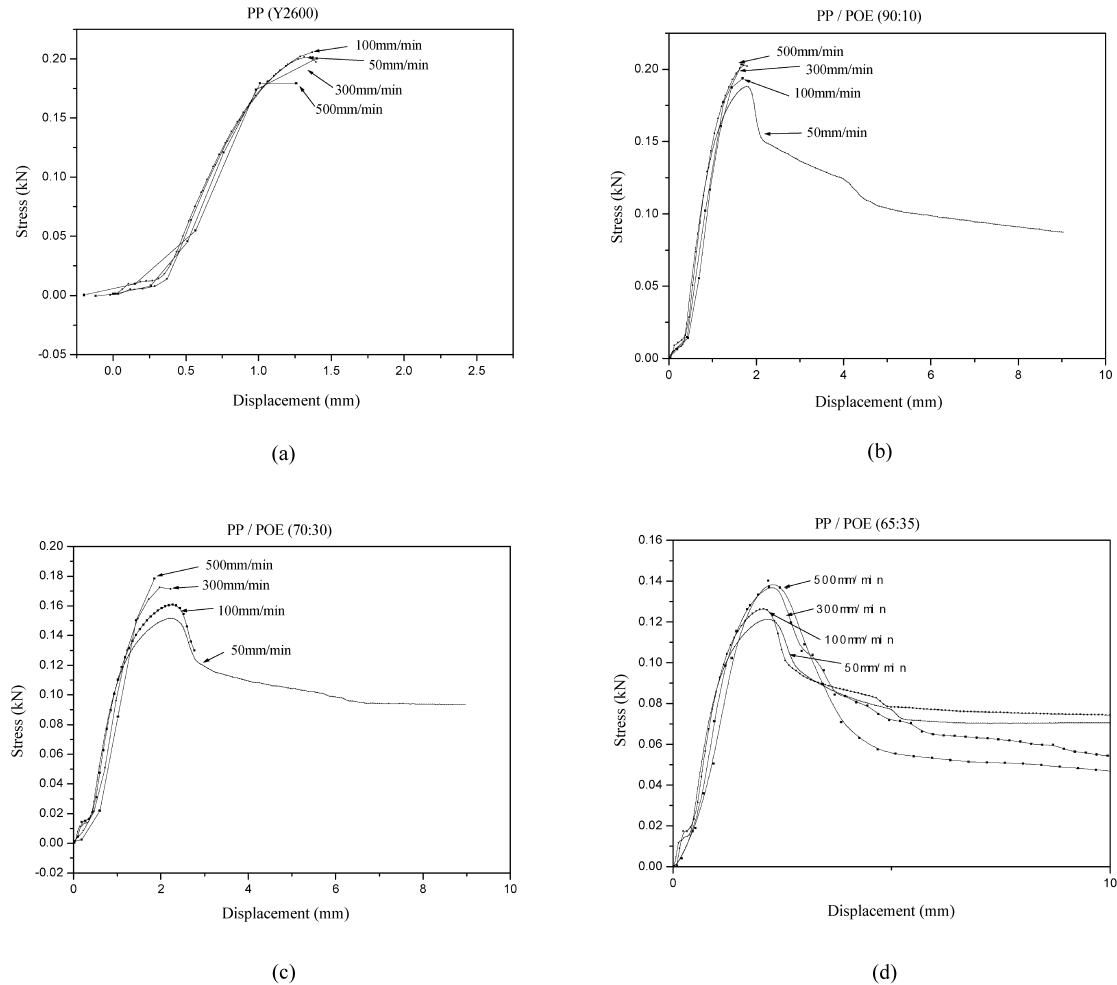 PP (Y2600)
0.20
0.15
0.10
0.05
0.00
-0.05
Stress (kN)
100mm/min
50mm/min
300mm/min
500mm/min
0.0 0.5 1.0 1.5 2.0 2.5
Displacement (mm)
(a)
PP / POE (90:10)
0.20
0.15
0.10
0.05
0.00
Stress (kN)
500mm/min
300mm/min
100mm/min
50mm/min
0 2 4 6 8 10
Displacement (mm)
(b)
PP / POE (70:30)
0.20
0.18
0.16
0.14
0.12
0.10
0.08
0.06
0.04
0.02
0.00
-0.02
Stress (kN)
500mm/min
300mm/min
100mm/min
50mm/min
0 2 4 6 8 10
Displacement (mm)
(c)
PP / POE (65:35)
0.16
0.14
0.12
0.10
0.08
0.06
0.04
0.02
0.00
Stress (kN)
500mm/min
300mm/min
100mm/min
50mm/min
0 10
Displacement (mm)
(d)